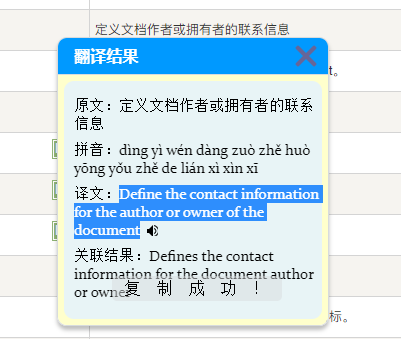 定义文档作者或拥有者的联系信息
翻译结果
t。
原文：定义文档作者或拥有者的联系
信息
拼音：dìng yì wén dàng zuò zhě huò
yōng yǒu zhě de lián xì xìn xī
译文：Define the contact information
for the author or owner of the
document
关联结果：Defines the contact
information for the document author
or owner
复制成功！
标。